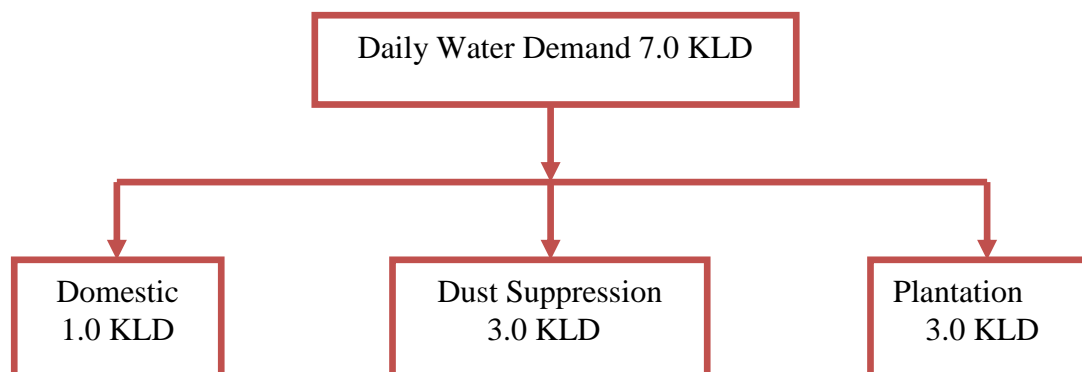 Daily Water Demand 7.0 KLD
Domestic
1.0 KLD
Dust Suppression
3.0 KLD
Plantation
3.0 KLD